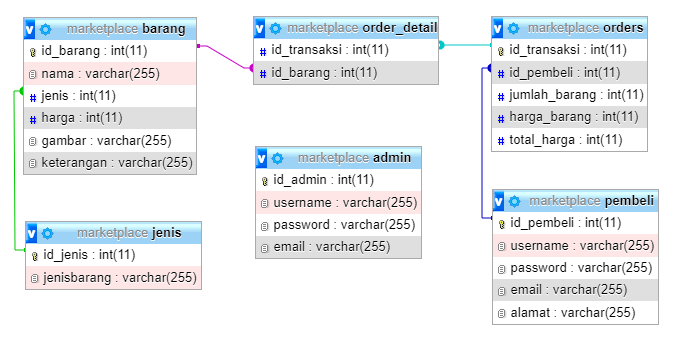 marketplace barang
id_barang : int(11)
nama : varchar(255)
jenis : int(11)
harga : int(11)
gambar : varchar(255)
keterangan : varchar(255)
marketplace order_detail
id_transaksi : int(11)
id_barang : int(11)
marketplace orders
id_transaksi : int(11)
id_pembeli : int(11)
jumlah_barang : int(11)
harga_barang : int(11)
total_harga : int(11)
marketplace admin
id_admin : int(11)
username : varchar(255)
password : varchar(255)
email : varchar(255)
marketplace jenis
id_jenis : int(11)
jenisbarang : varchar(255)
marketplace pembeli
id_pembeli : int(11)
username : varchar(255)
password : varchar(255)
email : varchar(255)
alamat : varchar(255)